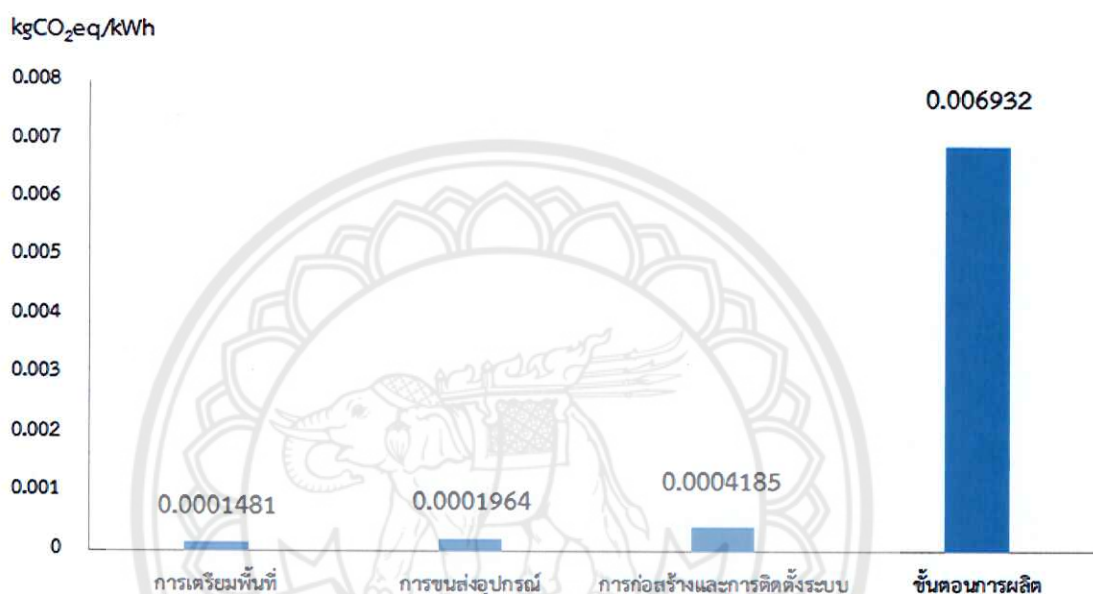 kgCO₂eq/kWh
0.008
0.007
0.006
0.005
0.004
0.003
0.002
0.001
0
0.0001481
0.0001964
0.0004185
0.006932
การเตรียมพื้นที่
การขนส่งอุปกรณ์
การก่อสร้างและการติดตั้งระบบ
ขั้นตอนการผลิต